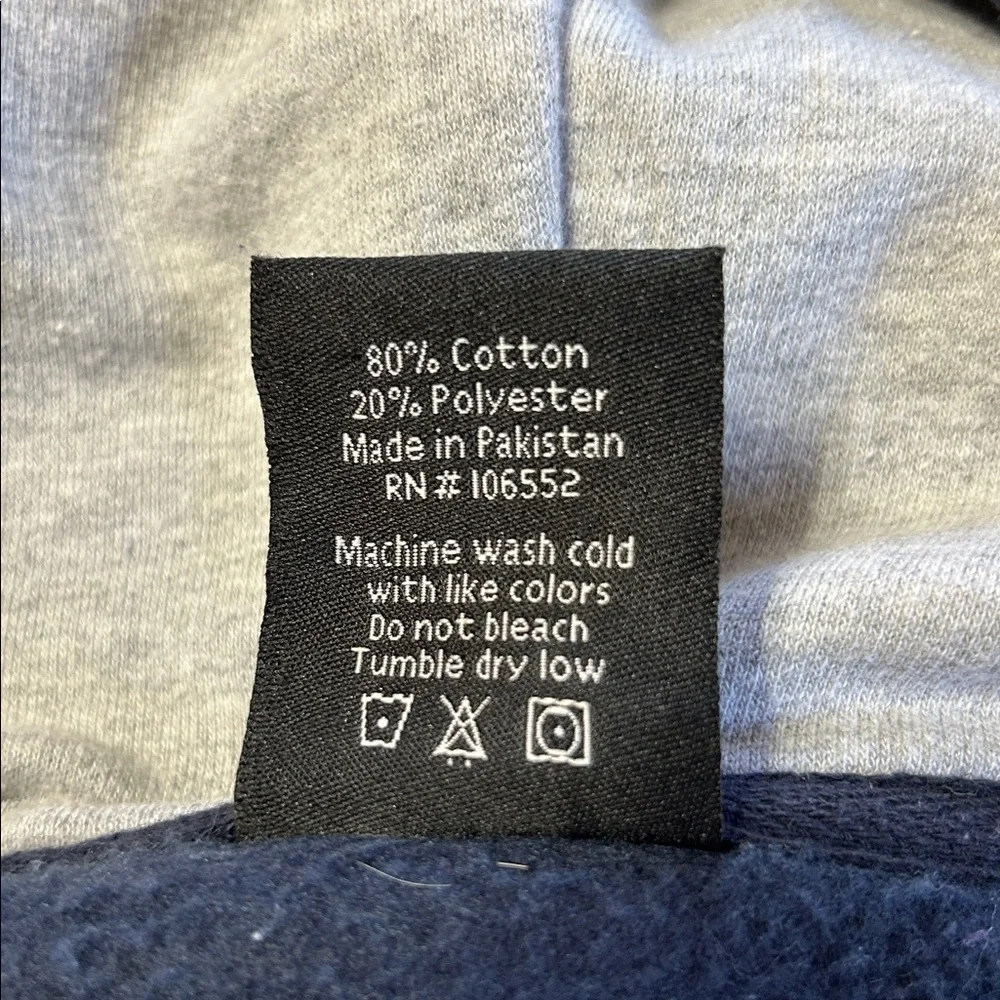 80% Cotton
20% Polyester
Made in Pakistan
RN # 106552
Machine wash cold
with like colors
Do not bleach
Tumble dry low